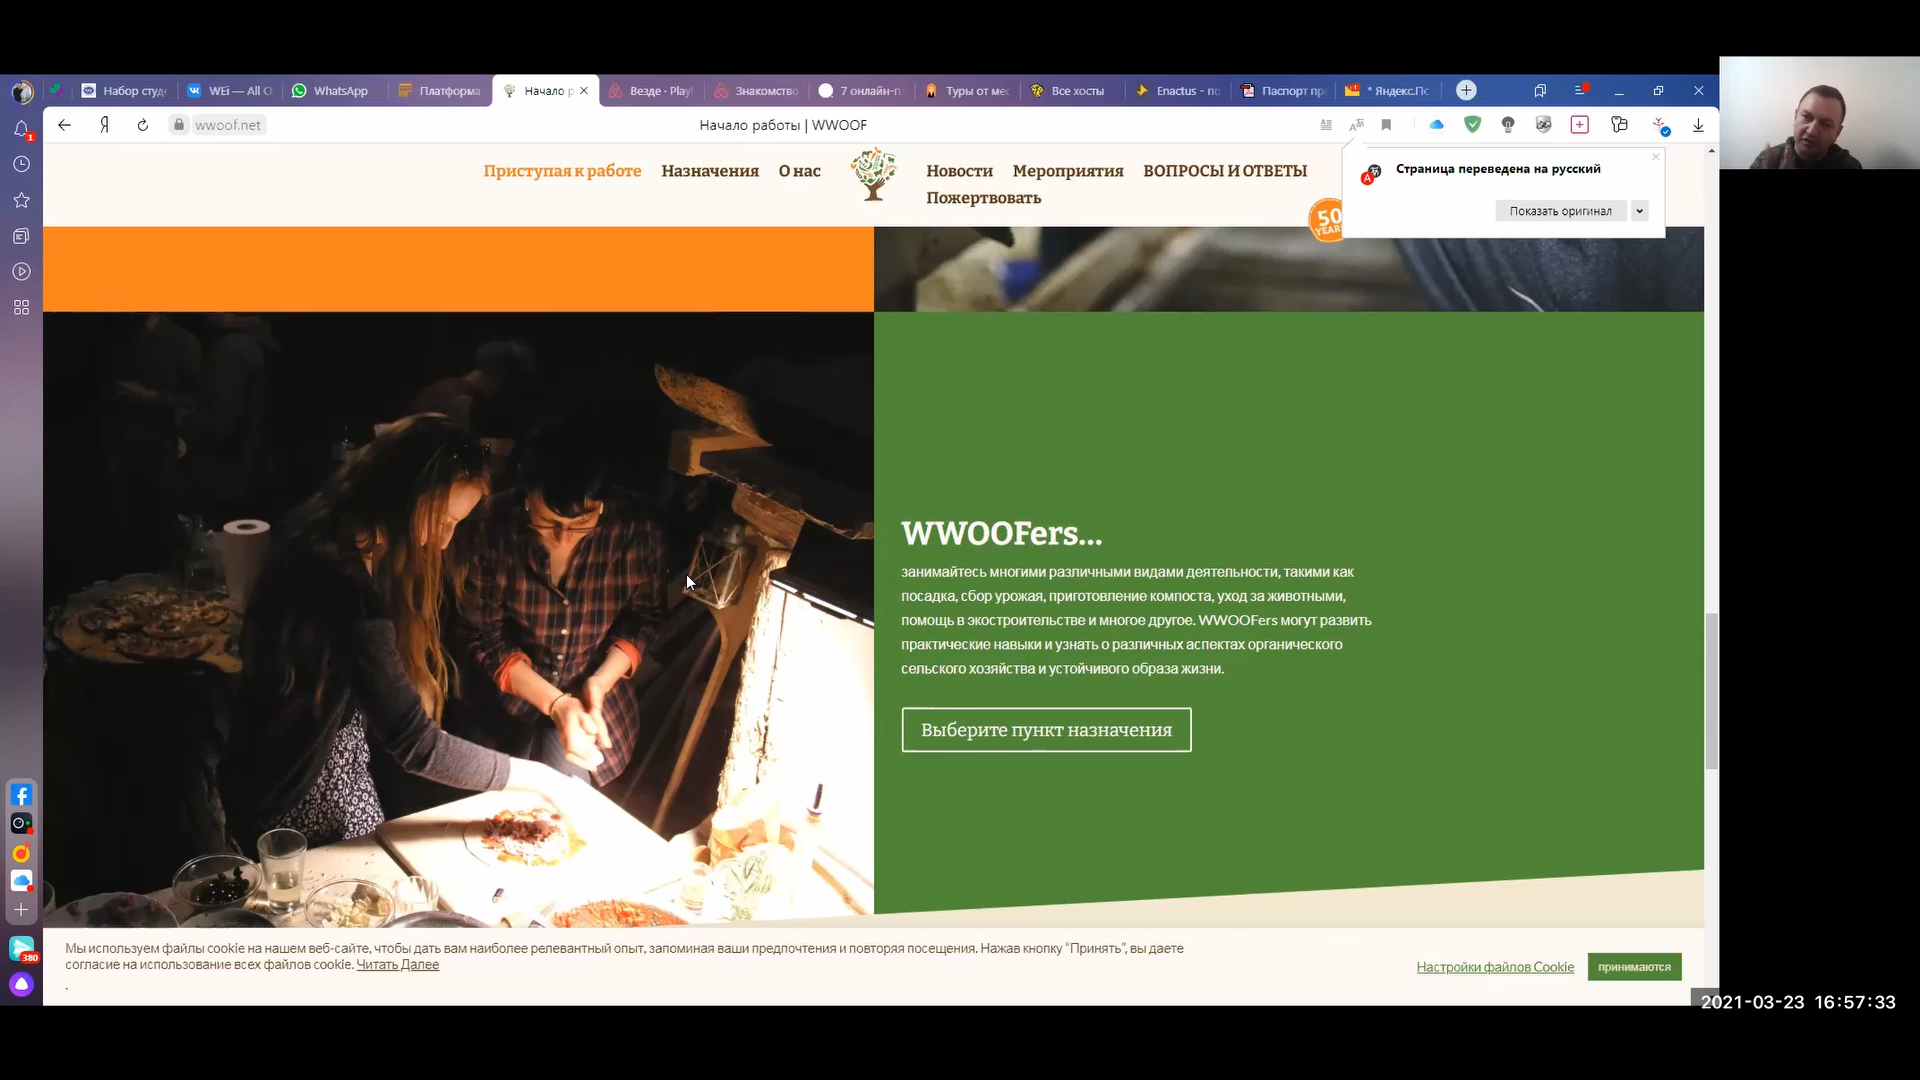 Набор студ
WEi — All O
WhatsApp
Платформа
Начало р
Везде · Playl
Знакомство
7 онлайн-п
Туры от мес
Все хосты
Enactus - по
Паспорт пр
* Яндекс.По
1
wwoof.net
Начало работы | WWOOF
Приступая к работе
Назначения
О нас
Новости
Мероприятия
ВОПРОСЫ И ОТВЕТЫ
Пожертвовать
50
YEARS
Страница переведена на русский
Показать оригинал
WWOOFers...
занимайтесь многими различными видами деятельности, такими как
посадка, сбор урожая, приготовление компоста, уход за животными,
помощь в экостроительстве и многое другое. WWOOFers могут развить
практические навыки и узнать о различных аспектах органического
сельского хозяйства и устойчивого образа жизни.
Выберите пункт назначения
Мы используем файлы cookie на нашем веб-сайте, чтобы дать вам наиболее релевантный опыт, запоминая ваши предпочтения и повторяя посещения. Нажав кнопку “Принять”, вы даете
согласие на использование всех файлов cookie. Читать Далее
.
Настройки файлов Cookie
принимаются
380
2021-03-23 16:57:33